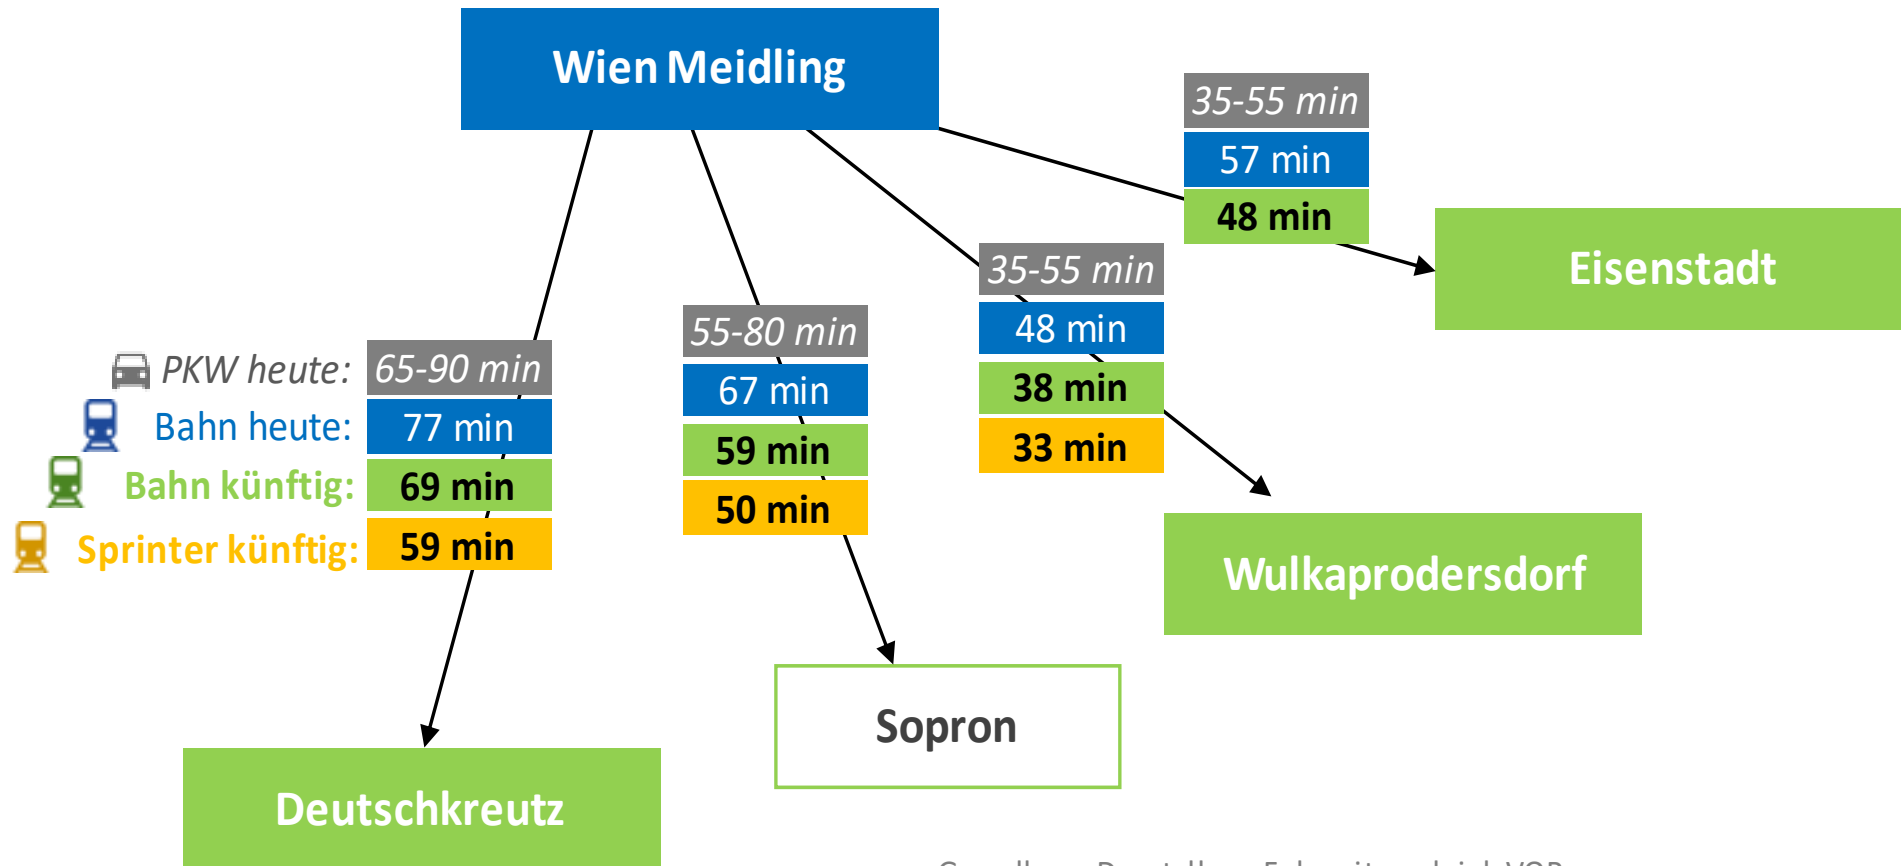 Wien Meidling
35-55 min
57 min
48 min
Eisenstadt
35-55 min
48 min
38 min
33 min
Wulkaprodersdorf
55-80 min
67 min
59 min
50 min
Sopron
PKW heute: 65-90 min
Bahn heute: 77 min
Bahn künftig: 69 min
Sprinter künftig: 59 min
Deutschkreutz